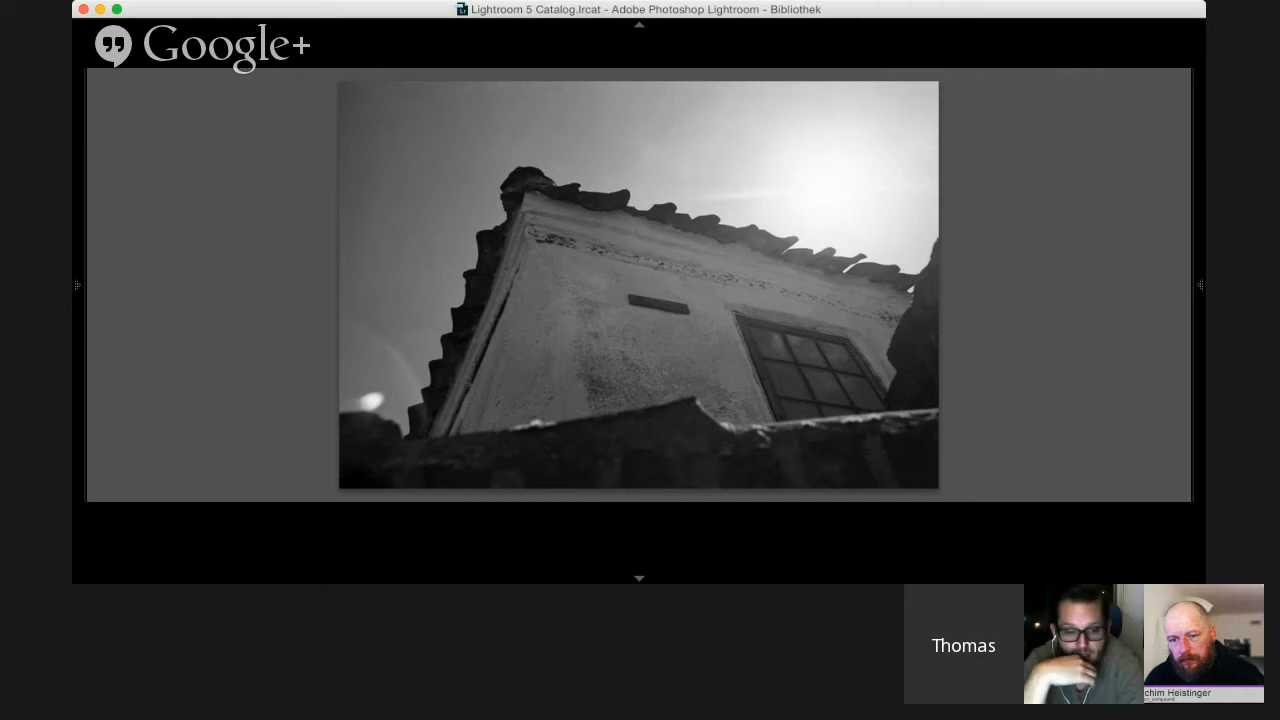 Lightroom 5 Catalog.lrcat - Adobe Photoshop Lightroom - Bibliothek
Google+
Thomas
chim Heistinger